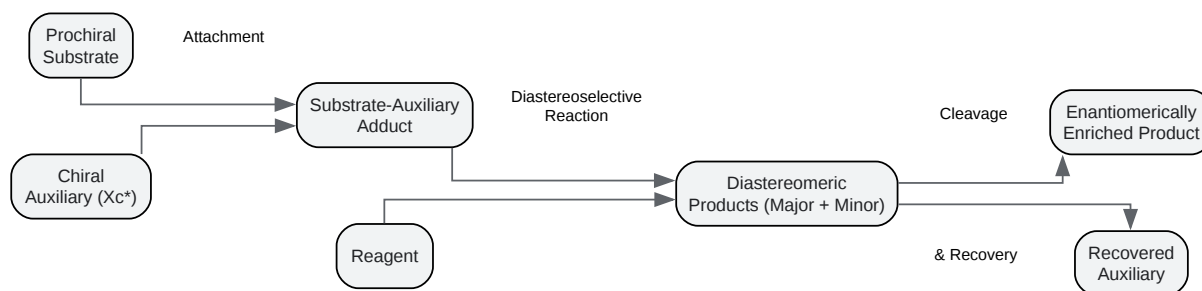 Prochiral
Substrate
Attachment
Chiral
Auxiliary (Xc*)
Substrate-Auxiliary
Adduct
Diastereoselective
Reaction
Reagent
Diastereomeric
Products (Major + Minor)
Cleavage
Enantiomerically
Enriched Product
& Recovery
Recovered
Auxiliary